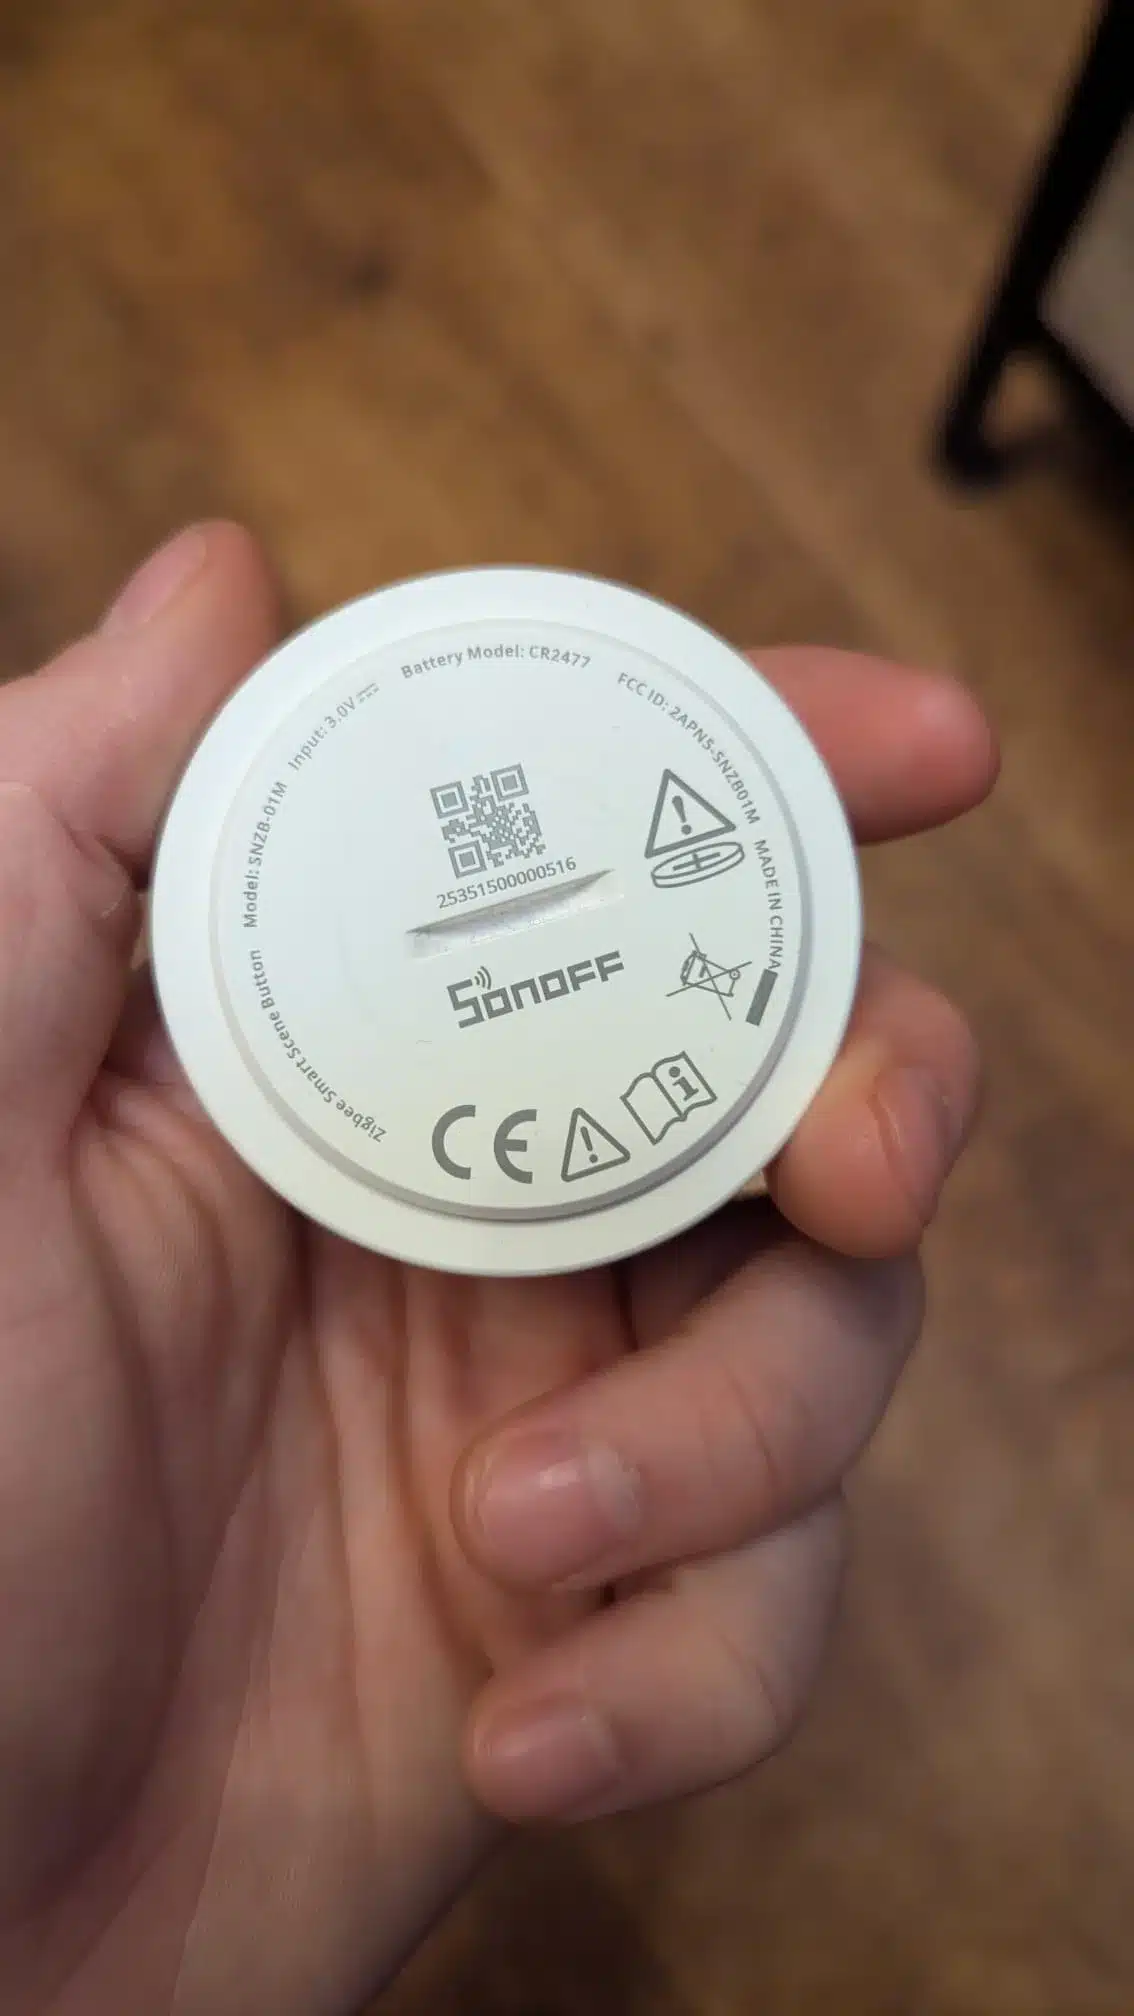 Zigbee Smart Scene Button
Model: SNZB-01M
Input: 3.0V
Battery Model: CR2477
FCC ID: 2APN5-SNZB01M
MADE IN CHINA
25351500000516
SONOFF
CE